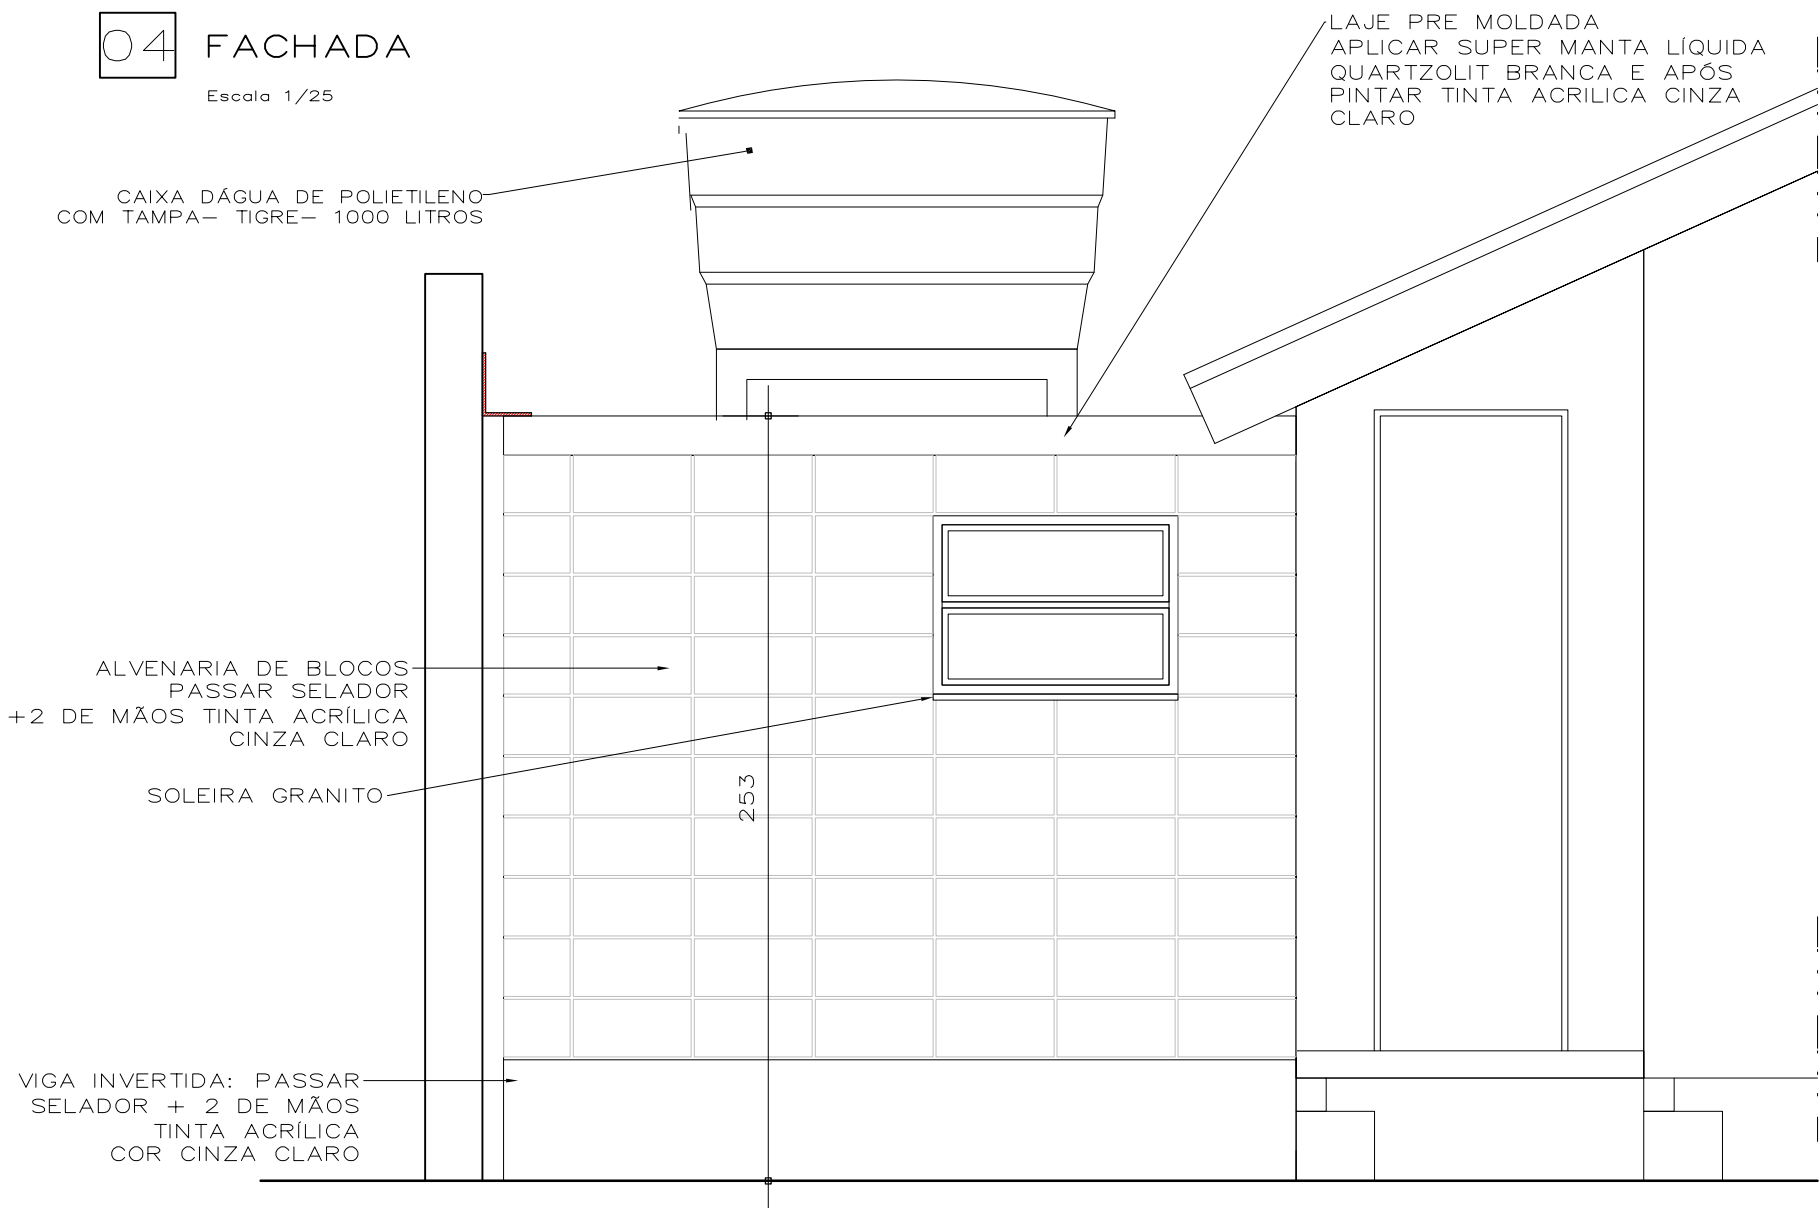 04 FACHADA
Escala 1/25
LAJE PRE MOLDADA
APLICAR SUPER MANTA LÍQUIDA
QUARTZOLIT BRANCA E APÓS
PINTAR TINTA ACRILICA CINZA
CLARO
CAIXA DÁGUA DE POLIETILENO
COM TAMPA– TIGRE– 1000 LITROS
ALVENARIA DE BLOCOS
PASSAR SELADOR
+2 DE MÃOS TINTA ACRÍLICA
CINZA CLARO
SOLEIRA GRANITO
253
VIGA INVERTIDA: PASSAR
SELADOR + 2 DE MÃOS
TINTA ACRÍLICA
COR CINZA CLARO